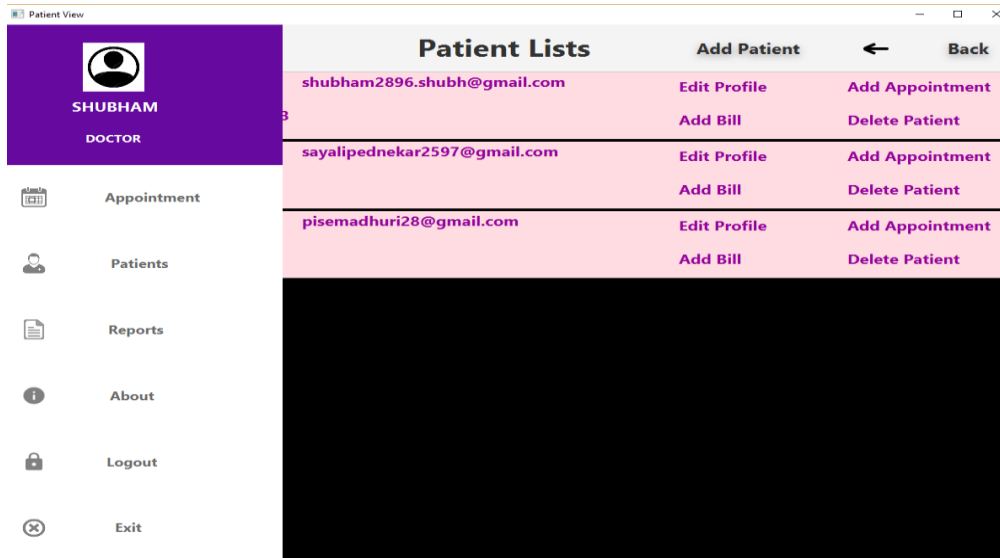 Patient View
SHUBHAM
DOCTOR
Appointment
Patients
Reports
About
Logout
Exit
Patient Lists Add Patient Back
shubham2896.shubh@gmail.com Edit Profile Add Appointment
Add Bill Delete Patient
sayalipednekar2597@gmail.com Edit Profile Add Appointment
Add Bill Delete Patient
pisemadhuri28@gmail.com Edit Profile Add Appointment
Add Bill Delete Patient